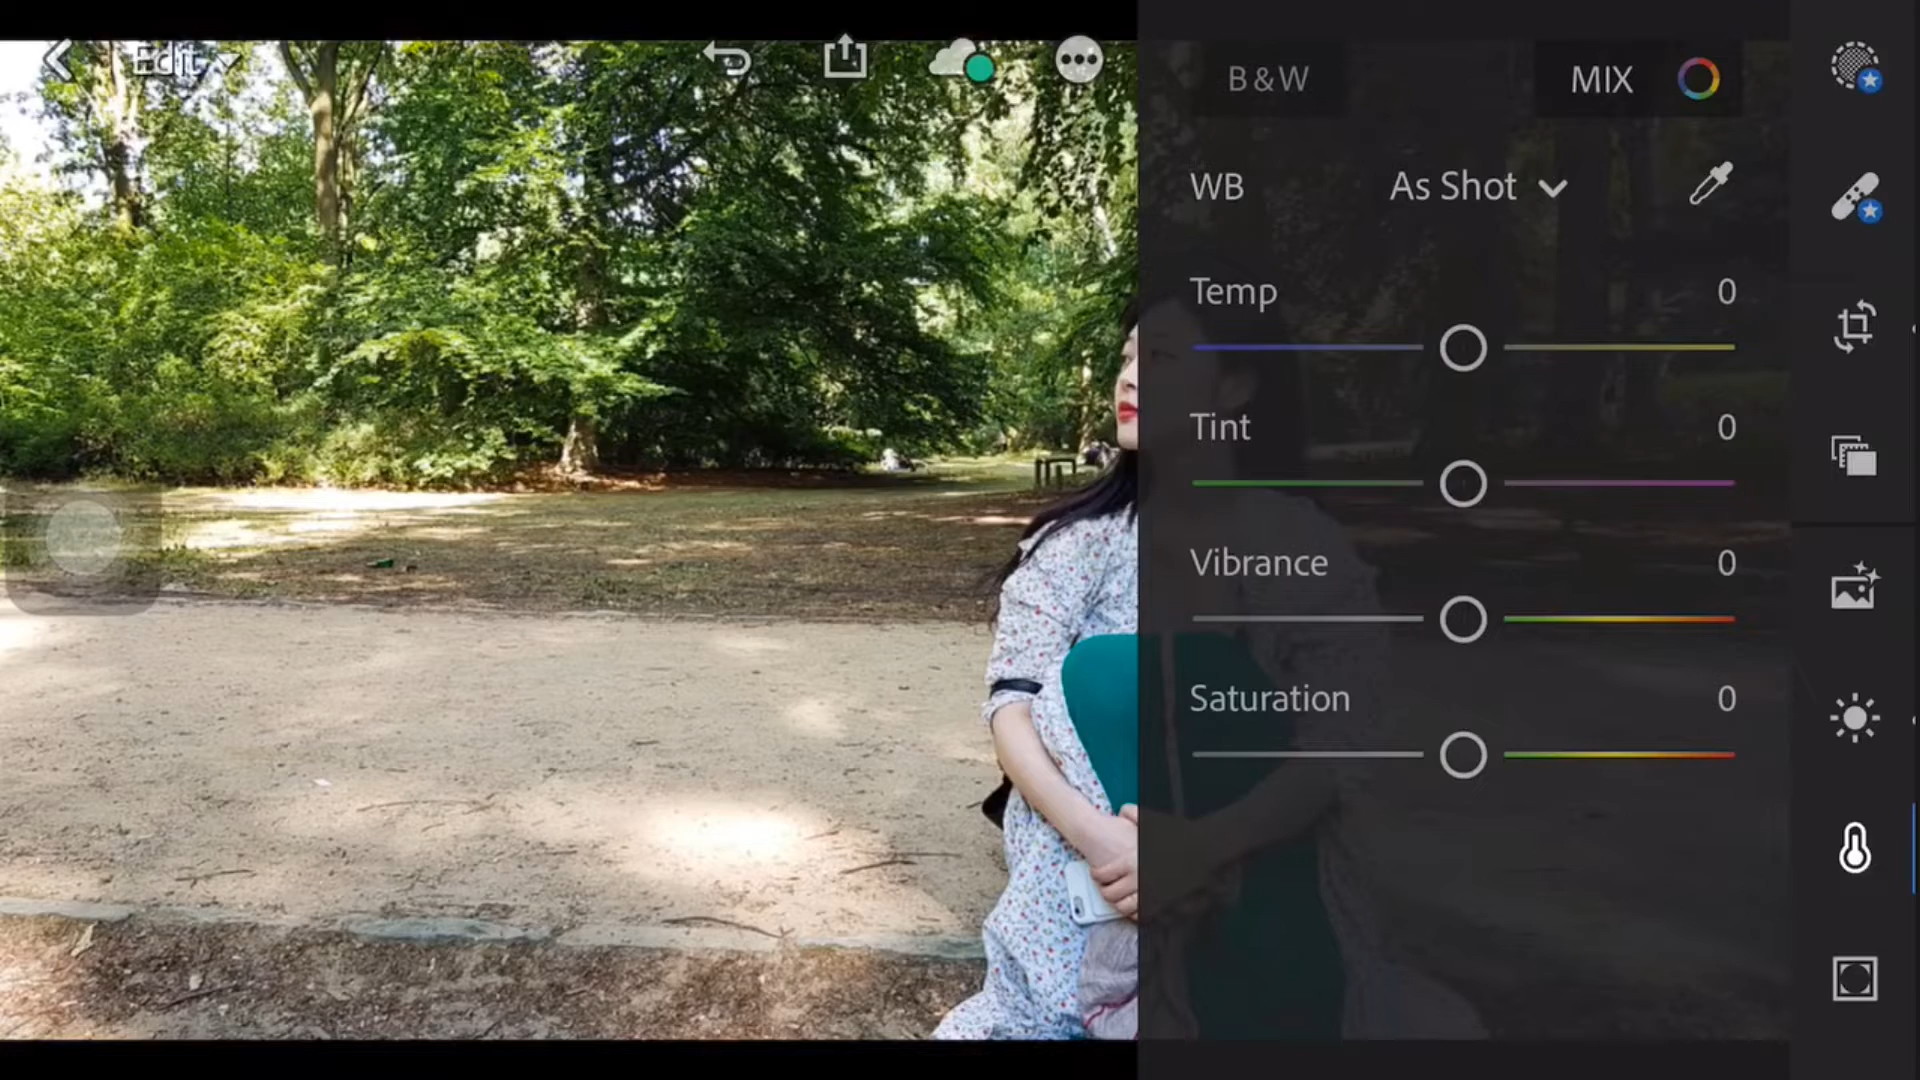 Edit
B&W
MIX
WB As Shot
Temp 0
Tint 0
Vibrance 0
Saturation 0